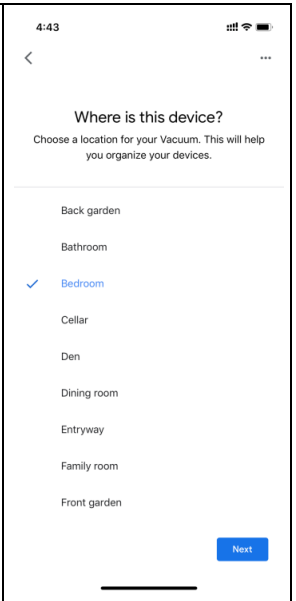 4:43
Where is this device?
Choose a location for your Vacuum. This will help
you organize your devices.
Back garden
Bathroom
Bedroom
Cellar
Den
Dining room
Entryway
Family room
Front garden
Next